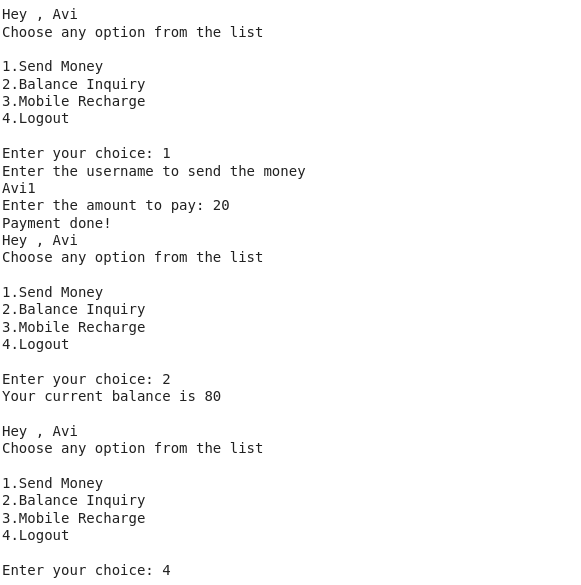 Hey , Avi
Choose any option from the list
1.Send Money
2.Balance Inquiry
3.Mobile Recharge
4.Logout
Enter your choice: 1
Enter the username to send the money
Avi1
Enter the amount to pay: 20
Payment done!
Hey , Avi
Choose any option from the list
1.Send Money
2.Balance Inquiry
3.Mobile Recharge
4.Logout
Enter your choice: 2
Your current balance is 80
Hey , Avi
Choose any option from the list
1.Send Money
2.Balance Inquiry
3.Mobile Recharge
4.Logout
Enter your choice: 4